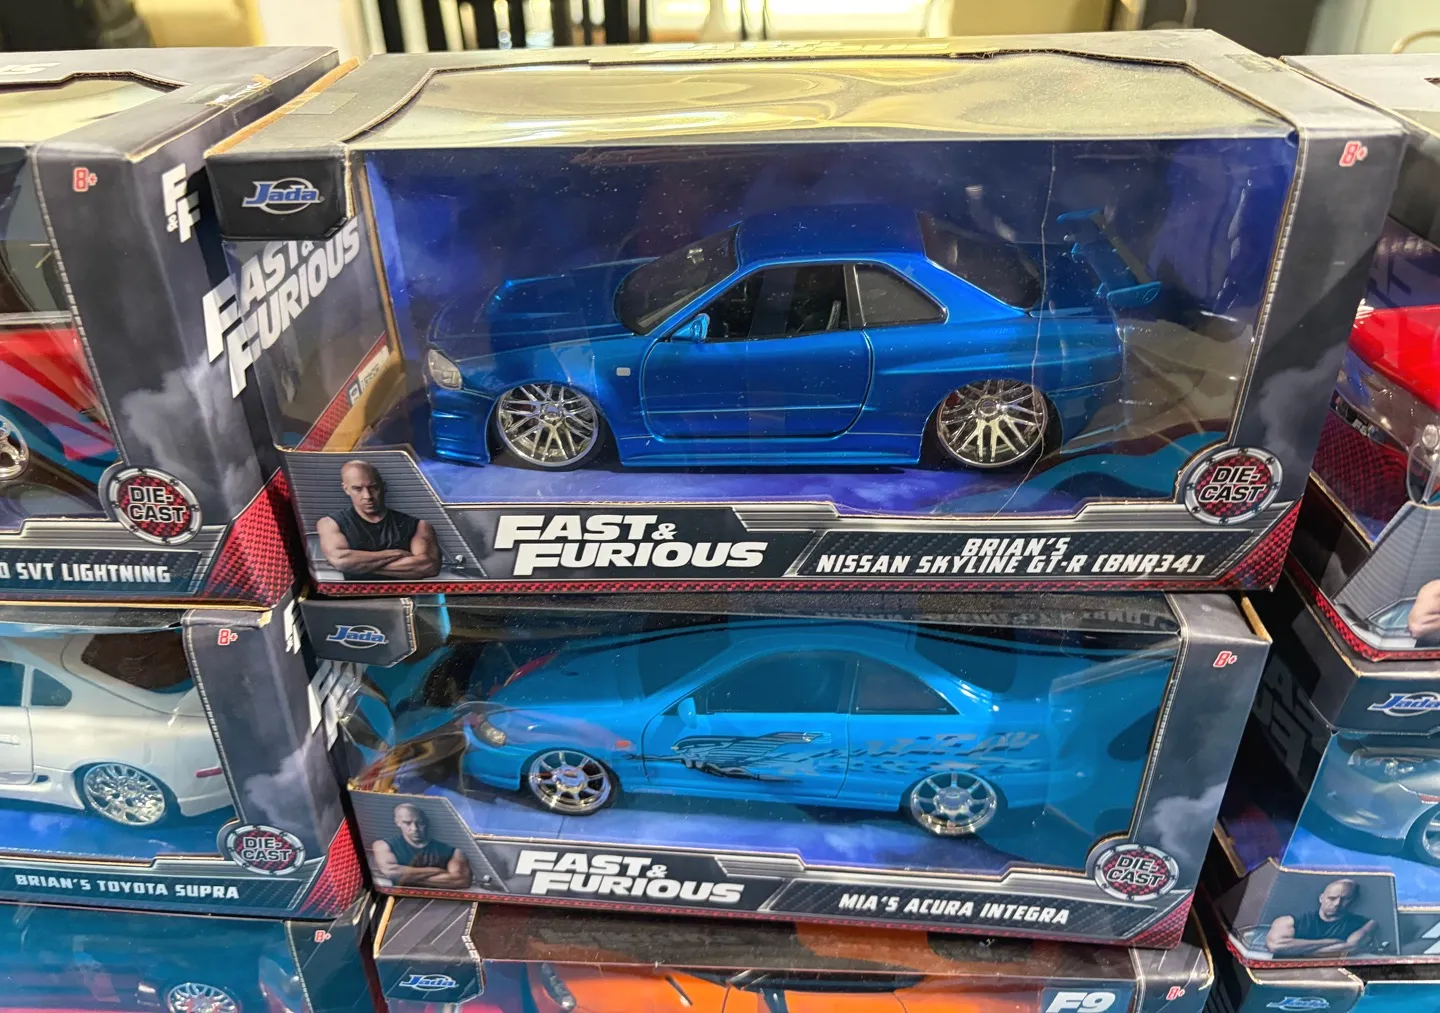 8+
F
&
F
Jada
FAST &
FURIOUS
8+
DIE-
CAST
SVT LIGHTNING
FAST &
FURIOUS
BRIAN'S
NISSAN SKYLINE GT-R (BNR34)
DIE-
CAST
8+
Jada
8+
DIE-
CAST
BRIAN'S TOYOTA SUPRA
FAST &
FURIOUS
MIA'S ACURA INTEGRA
DIE-
CAST
Jada
8+
Jada
F9
8+
Jada